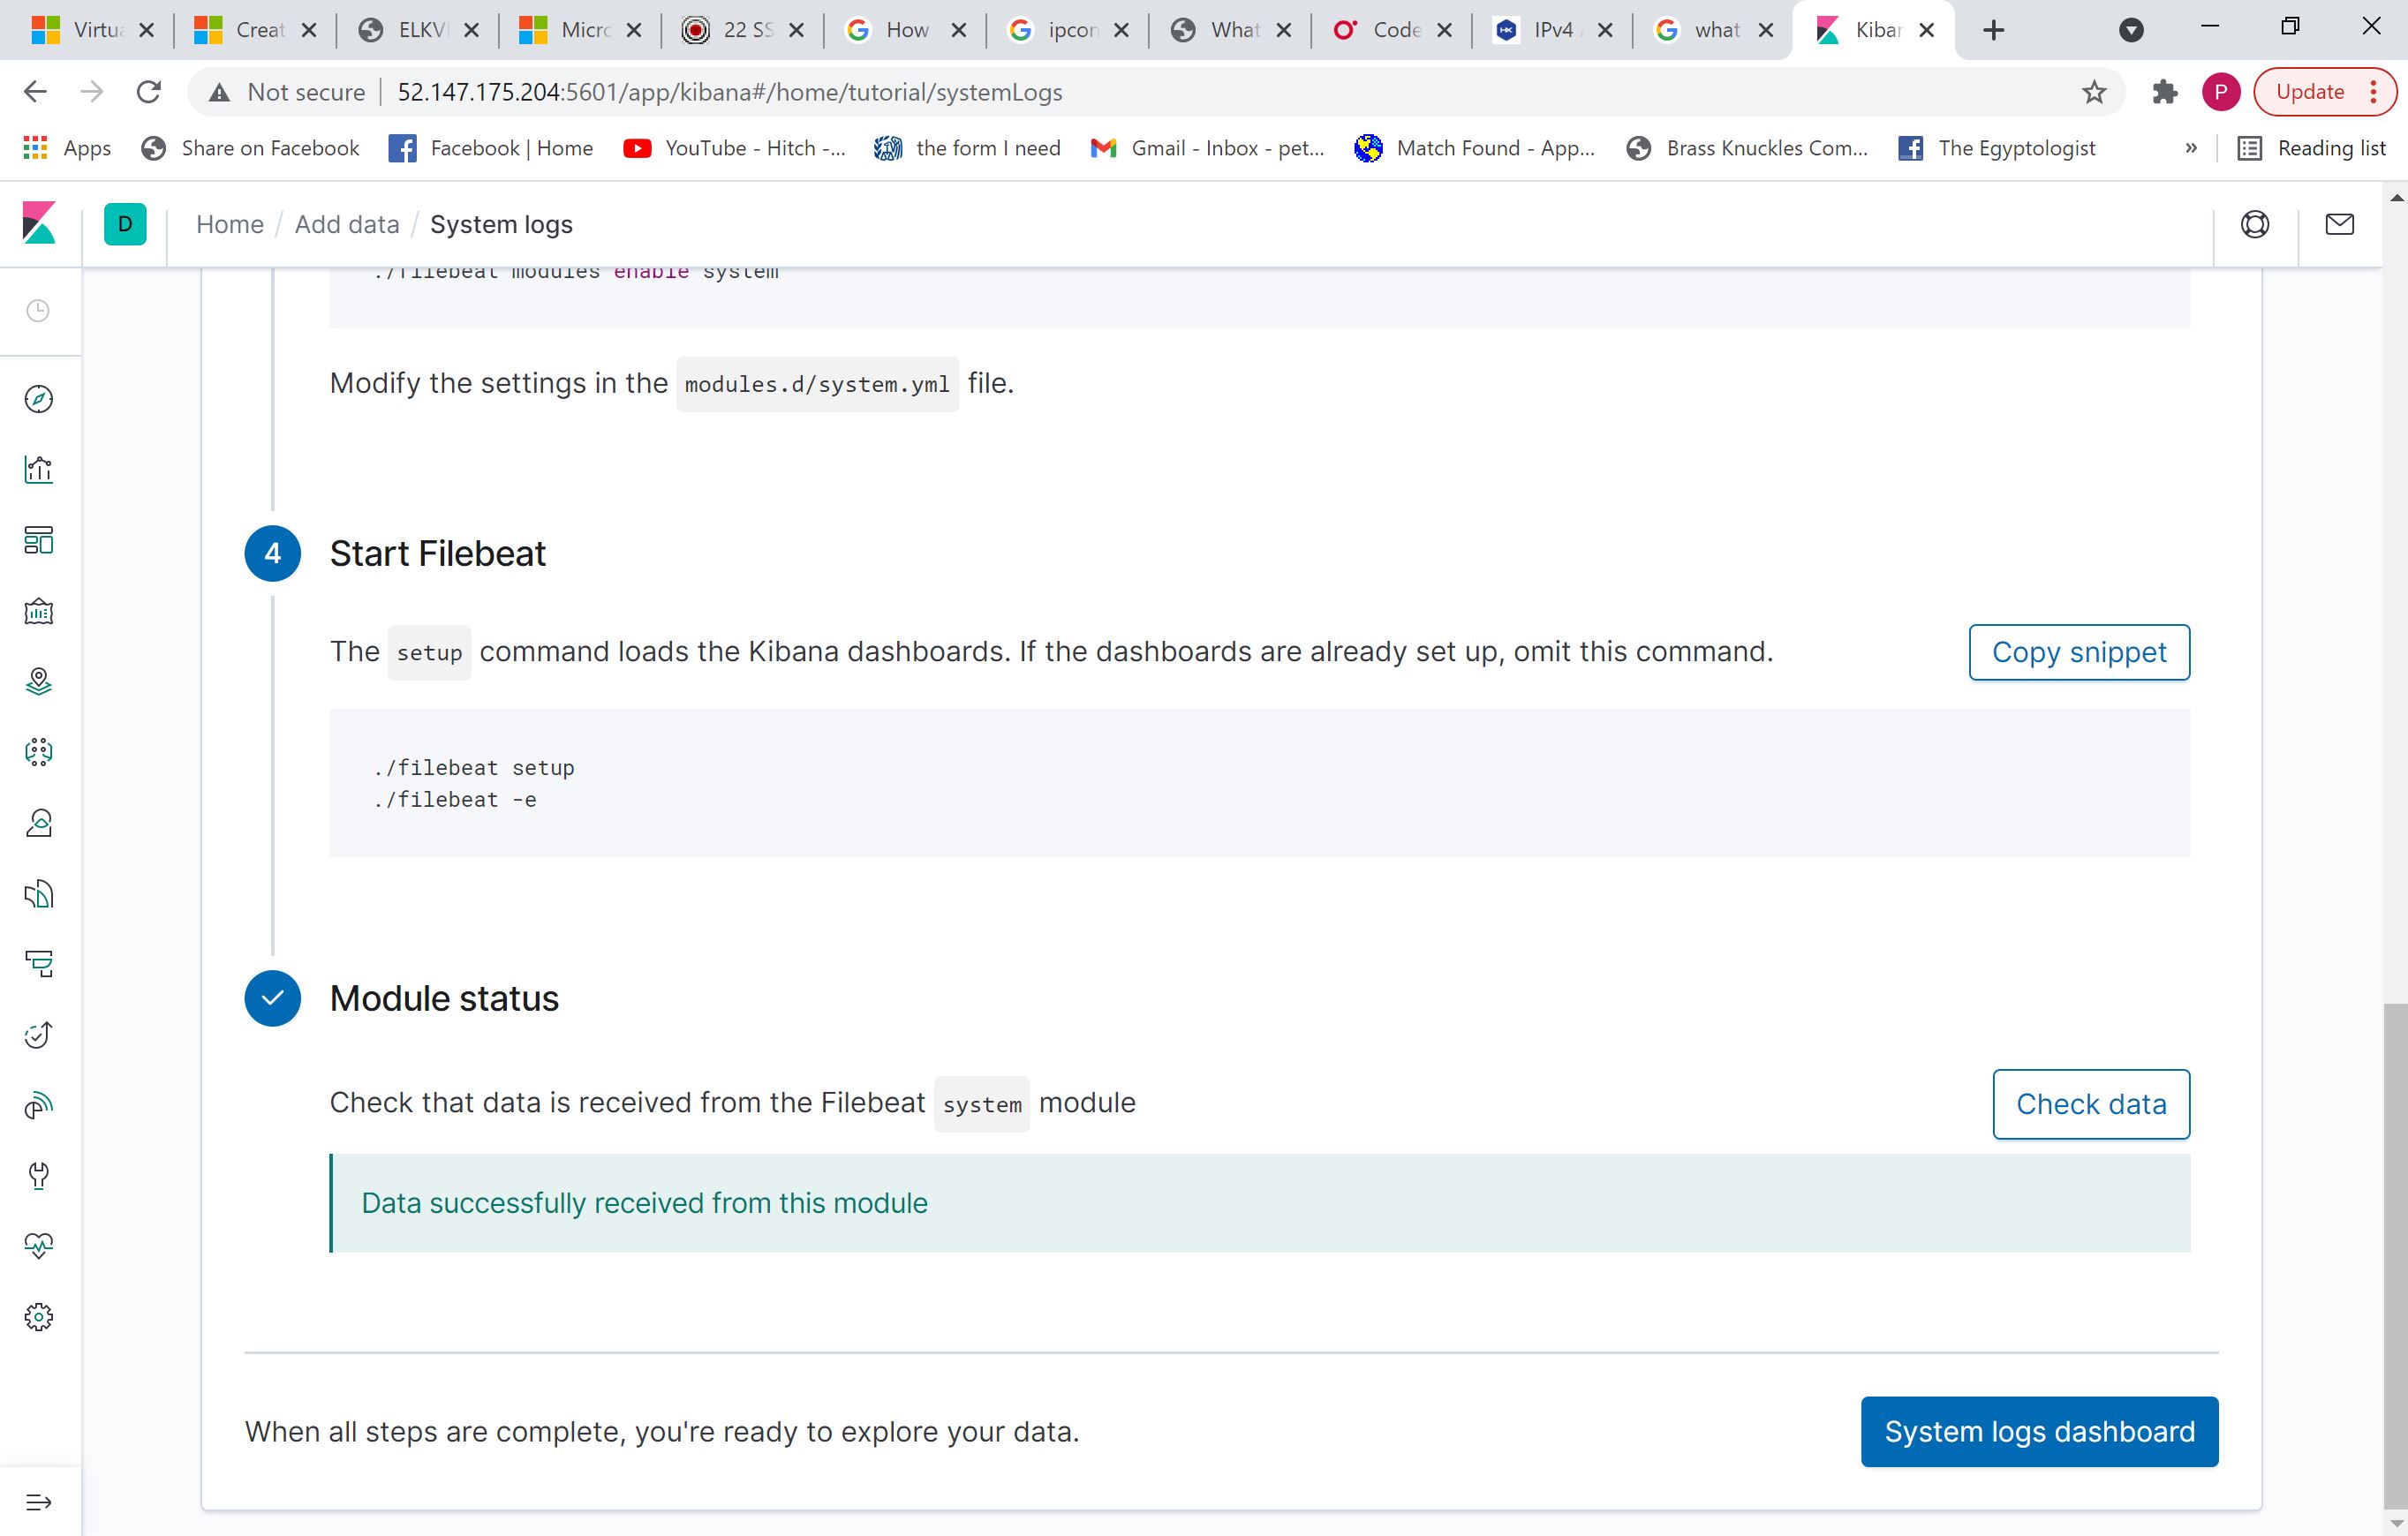 Virtu
Creat
ELKV
Micro
22 SS
How
ipcon
What
Code
IPv4
what
Kibar
Not secure
52.147.175.204:5601/app/kibana#/home/tutorial/systemLogs
P
Update
Apps
Share on Facebook
Facebook | Home
YouTube - Hitch -...
the form I need
Gmail - Inbox - pet...
Match Found - App...
Brass Knuckles Com...
The Egyptologist
»
Reading list
D
Home / Add data / System logs
./filebeat modules enable system
Modify the settings in the modules.d/system.yml file.
4
Start Filebeat
The setup command loads the Kibana dashboards. If the dashboards are already set up, omit this command.
Copy snippet
./filebeat setup
./filebeat -e
Module status
Check that data is received from the Filebeat system module
Check data
Data successfully received from this module
When all steps are complete, you're ready to explore your data.
System logs dashboard